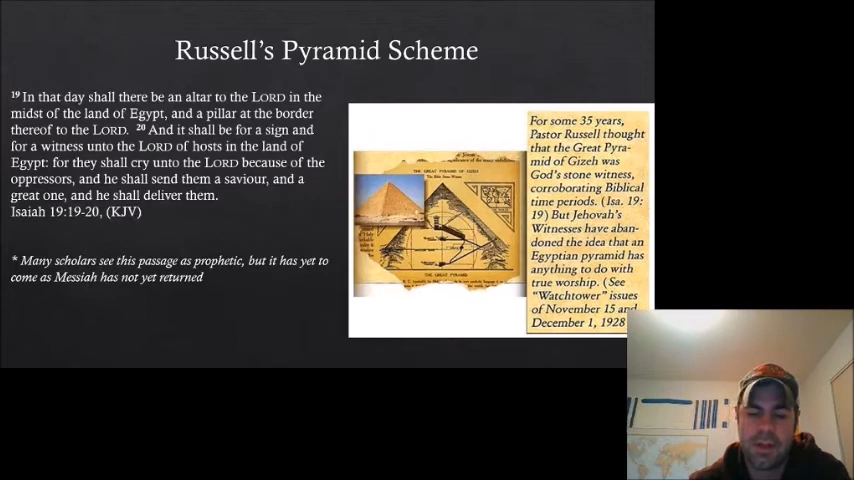 Russell's Pyramid Scheme
19 In that day shall there be an altar to the LORD in the
midst of the land of Egypt, and a pillar at the border
thereof to the LORD. 20 And it shall be for a sign and
for a witness unto the LORD of hosts in the land of
Egypt: for they shall cry unto the LORD because of the
oppressors, and he shall send them a saviour, and a
great one, and he shall deliver them.
Isaiah 19:19-20, (KJV)
* Many scholars see this passage as prophetic, but it has yet to
come as Messiah has not yet returned
THE GREAT PYRAMID OF GIZEH
THE GREAT PYRAMID
For some 35 years,
Pastor Russell thought
that the Great Pyra-
mid of Gizeh was
God's stone witness,
corroborating Biblical
time periods. (Isa. 19:
19) But Jehovah's
Witnesses have aban-
doned the idea that an
Egyptian pyramid has
anything to do with
true worship. (See
"Watchtower" issues
of November 15 and
December 1, 1928